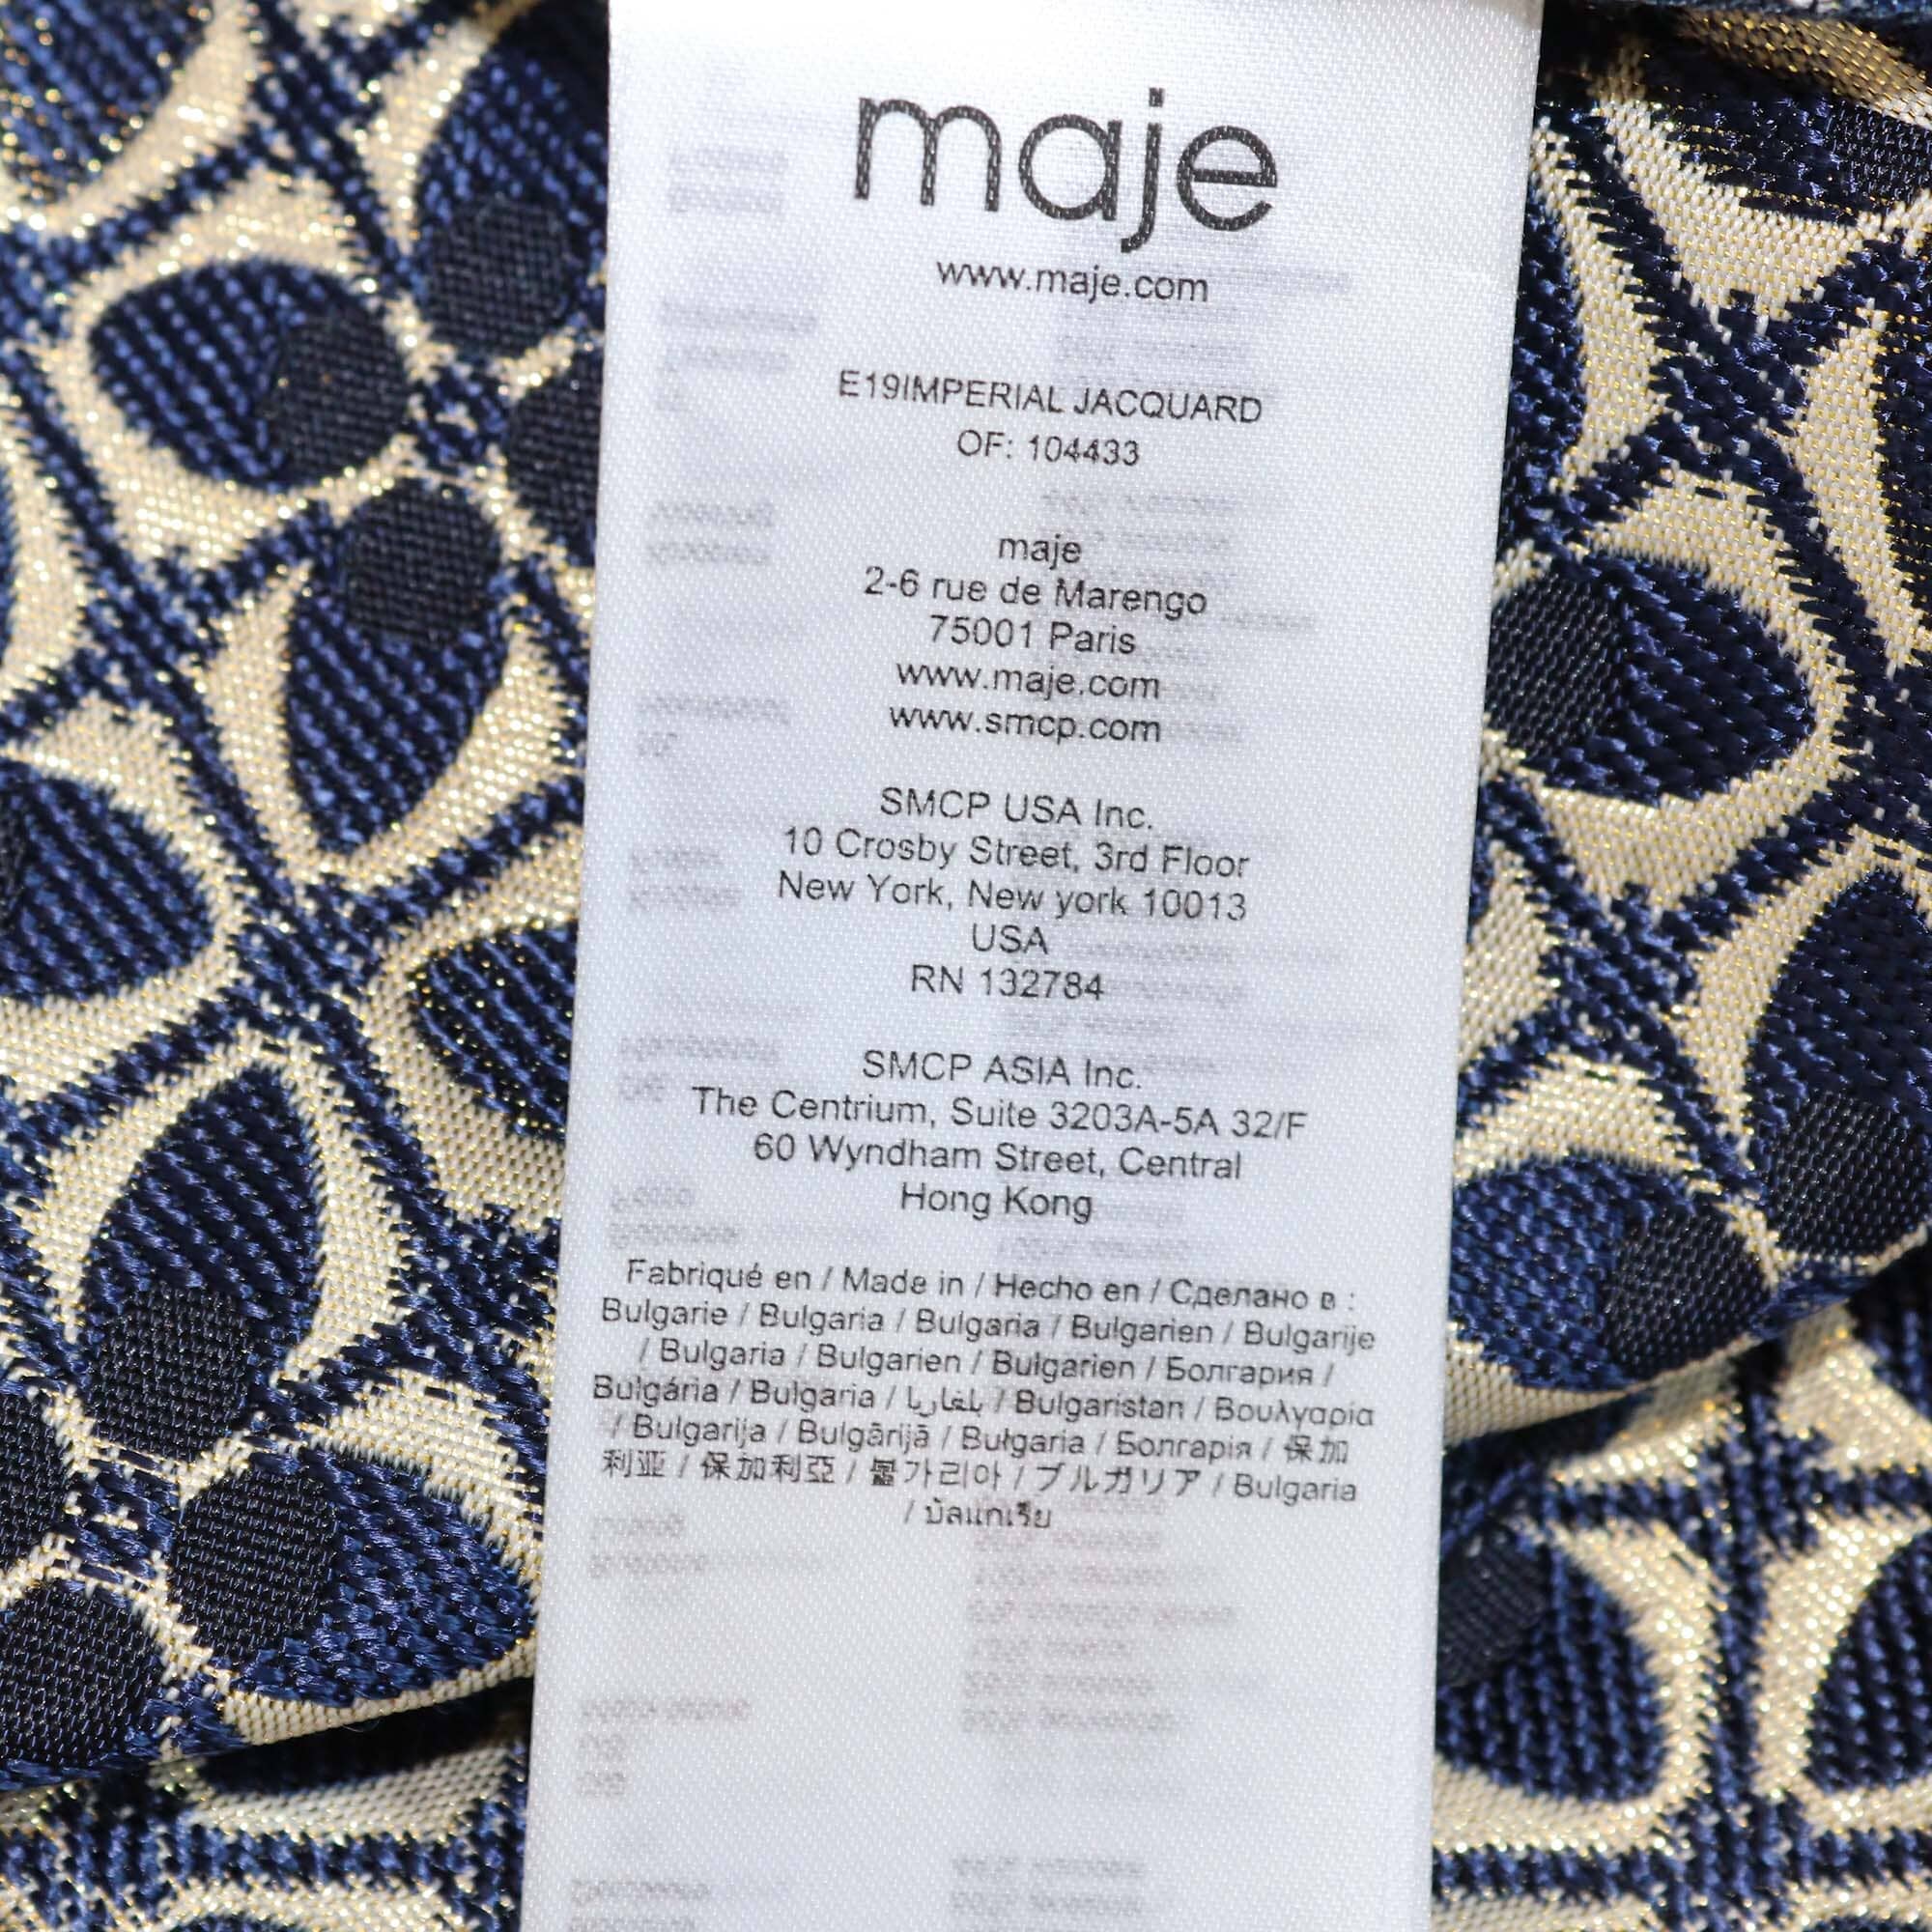 maje
www.maje.com
E19IMPERIAL JACQUARD
OF: 104433
maje
2-6 rue de Marengo
75001 Paris
www.maje.com
www.smcp.com
SMCP USA Inc.
10 Crosby Street, 3rd Floor
New York, New york 10013
USA
RN 132784
SMCP ASIA Inc.
The Centrium, Suite 3203A-5A 32/F
60 Wyndham Street, Central
Hong Kong
Fabriqué en / Made in / Hecho en / Сделано в :
Bulgarie / Bulgaria / Bulgaria / Bulgarien / Bulgarije
/ Bulgaria / Bulgarien / Bulgarien / Болгария /
Bulgária / Bulgaria / بلغاريا / Bulgaristan / Βουλγαρία
/ Bulgarija / Bulgārijā / Bułgaria / Болгарія / 保加
利亚 / 保加利亞 / 불가리아 / ブルガリア / Bulgaria
/ บัลแกเรีย